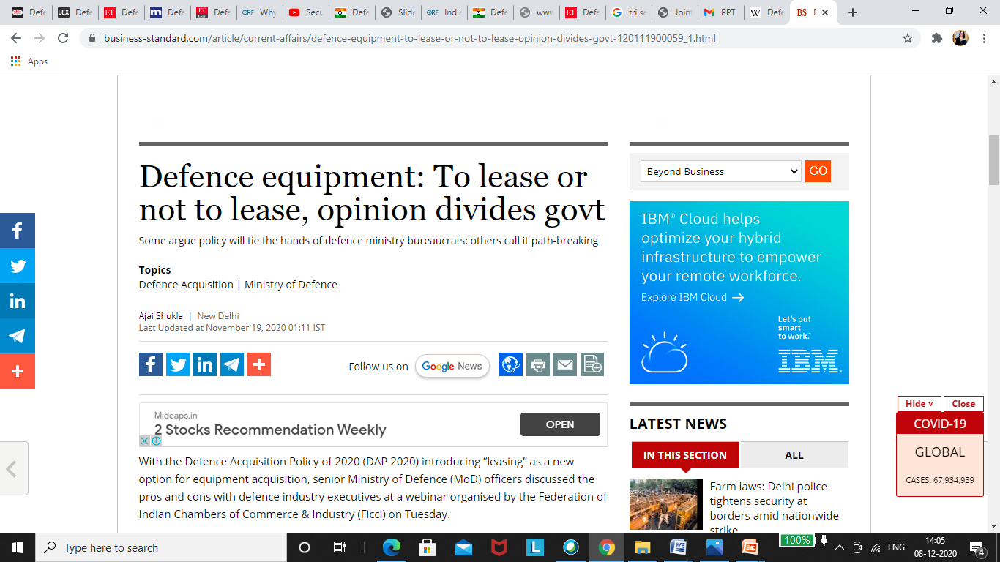 Defe
Defe
Defe
Defe
Defe
Why
Secu
Defe
Slide
India
Defe
www
Defe
tri se
Joint
PPT
Defe
business-standard.com/article/current-affairs/defence-equipment-to-lease-or-not-to-lease-opinion-divides-govt-120111900059_1.html
Apps
Defence equipment: To lease or
not to lease, opinion divides govt
Some argue policy will tie the hands of defence ministry bureaucrats; others call it path-breaking
Topics
Defence Acquisition | Ministry of Defence
Ajai Shukla | New Delhi
Last Updated at November 19, 2020 01:11 IST
Follow us on Google News
Midcaps.in
2 Stocks Recommendation Weekly
OPEN
With the Defence Acquisition Policy of 2020 (DAP 2020) introducing “leasing” as a new
option for equipment acquisition, senior Ministry of Defence (MoD) officers discussed the
pros and cons with defence industry executives at a webinar organised by the Federation of
Indian Chambers of Commerce & Industry (Ficci) on Tuesday.
Beyond Business
GO
IBM® Cloud helps
optimize your hybrid
infrastructure to empower
your remote workforce.
Explore IBM Cloud →
Let's put
smart
to work.™
IBM.
LATEST NEWS
IN THIS SECTION
ALL
Farm laws: Delhi police
tightens security at
borders amid nationwide
strike
Hide v
Close
COVID-19
GLOBAL
CASES: 67,934,939
Type here to search
100%
ENG
14:05
08-12-2020
4